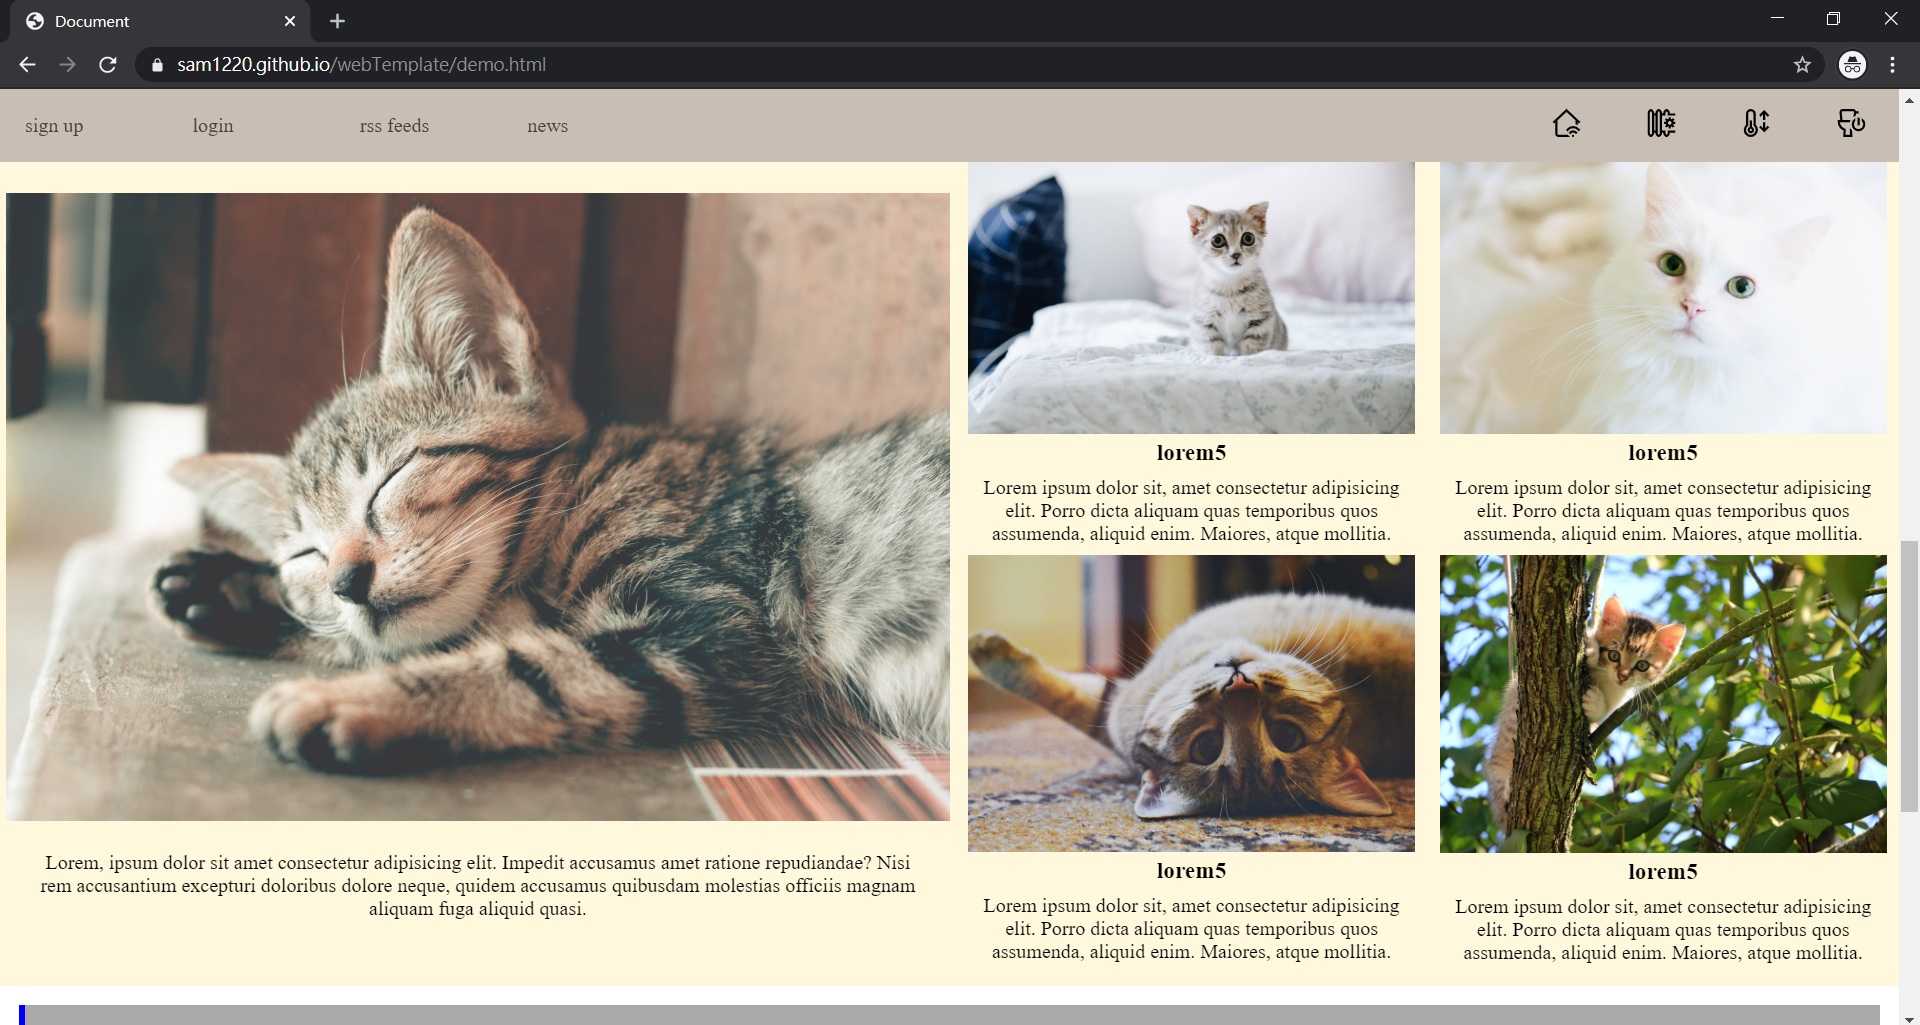 Document
sam1220.github.io/webTemplate/demo.html
sign up login rss feeds news
Lorem, ipsum dolor sit amet consectetur adipisicing elit. Impedit accusamus amet ratione repudiandae? Nisi
rem accusantium excepturi doloribus dolore neque, quidem accusamus quibusdam molestias officiis magnam
aliquam fuga aliquid quasi.
lorem5
Lorem ipsum dolor sit, amet consectetur adipisicing
elit. Porro dicta aliquam quas temporibus quos
assumenda, aliquid enim. Maiores, atque mollitia.
lorem5
Lorem ipsum dolor sit, amet consectetur adipisicing
elit. Porro dicta aliquam quas temporibus quos
assumenda, aliquid enim. Maiores, atque mollitia.
lorem5
Lorem ipsum dolor sit, amet consectetur adipisicing
elit. Porro dicta aliquam quas temporibus quos
assumenda, aliquid enim. Maiores, atque mollitia.
lorem5
Lorem ipsum dolor sit, amet consectetur adipisicing
elit. Porro dicta aliquam quas temporibus quos
assumenda, aliquid enim. Maiores, atque mollitia.